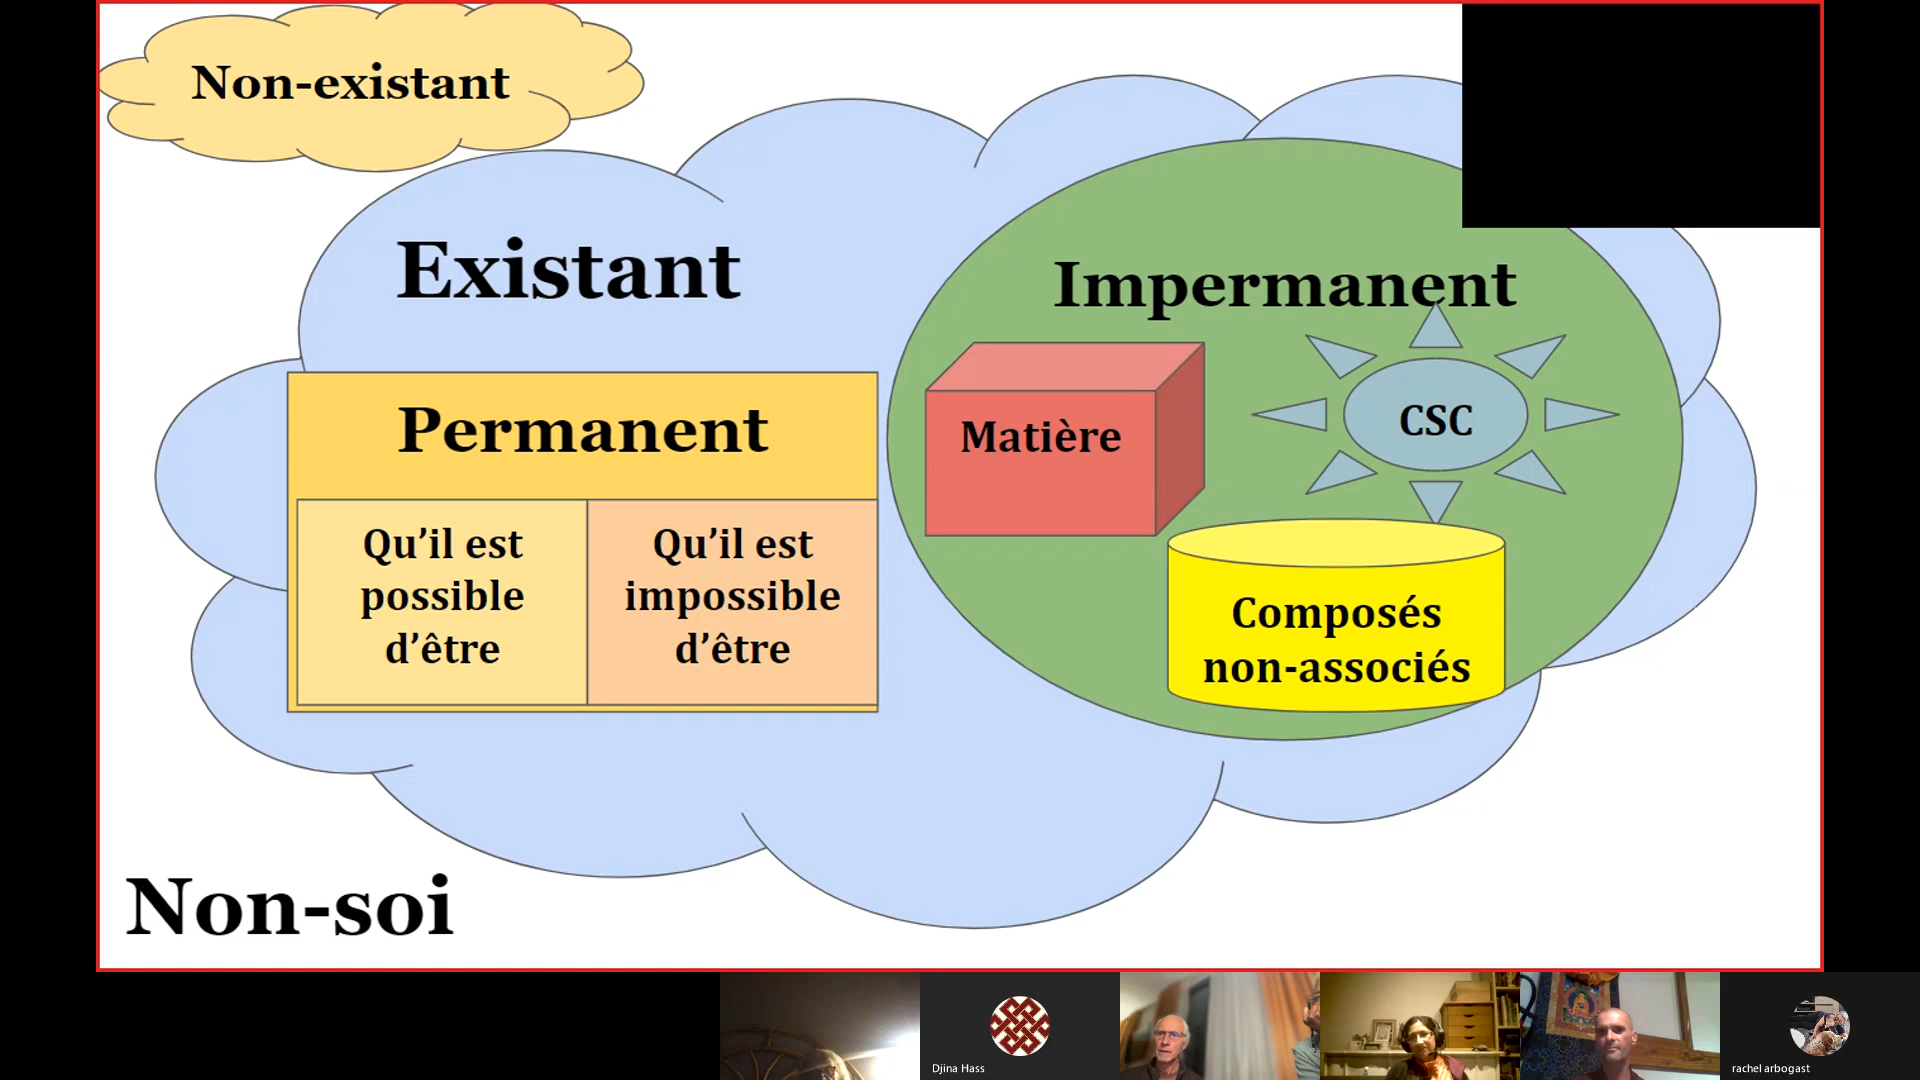 Non-existant
Existant
Impermanent
Permanent
Matière
CSC
Qu’il est
possible
d’être
Qu’il est
impossible
d’être
Composés
non-associés
Non-soi
Djina Hass
rachel arbogast